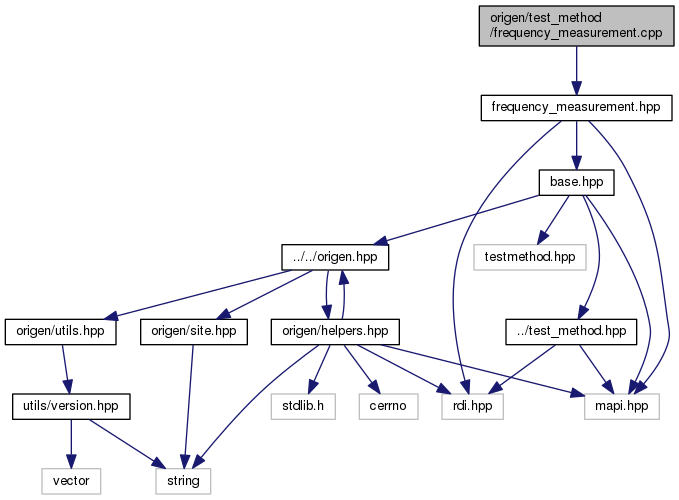 origen/test_method
/frequency_measurement.cpp
frequency_measurement.hpp
base.hpp
../../origen.hpp
testmethod.hpp
origen/utils.hpp
origen/site.hpp
origen/helpers.hpp
../test_method.hpp
utils/version.hpp
stdlib.h
cerrno
rdi.hpp
mapi.hpp
vector
string